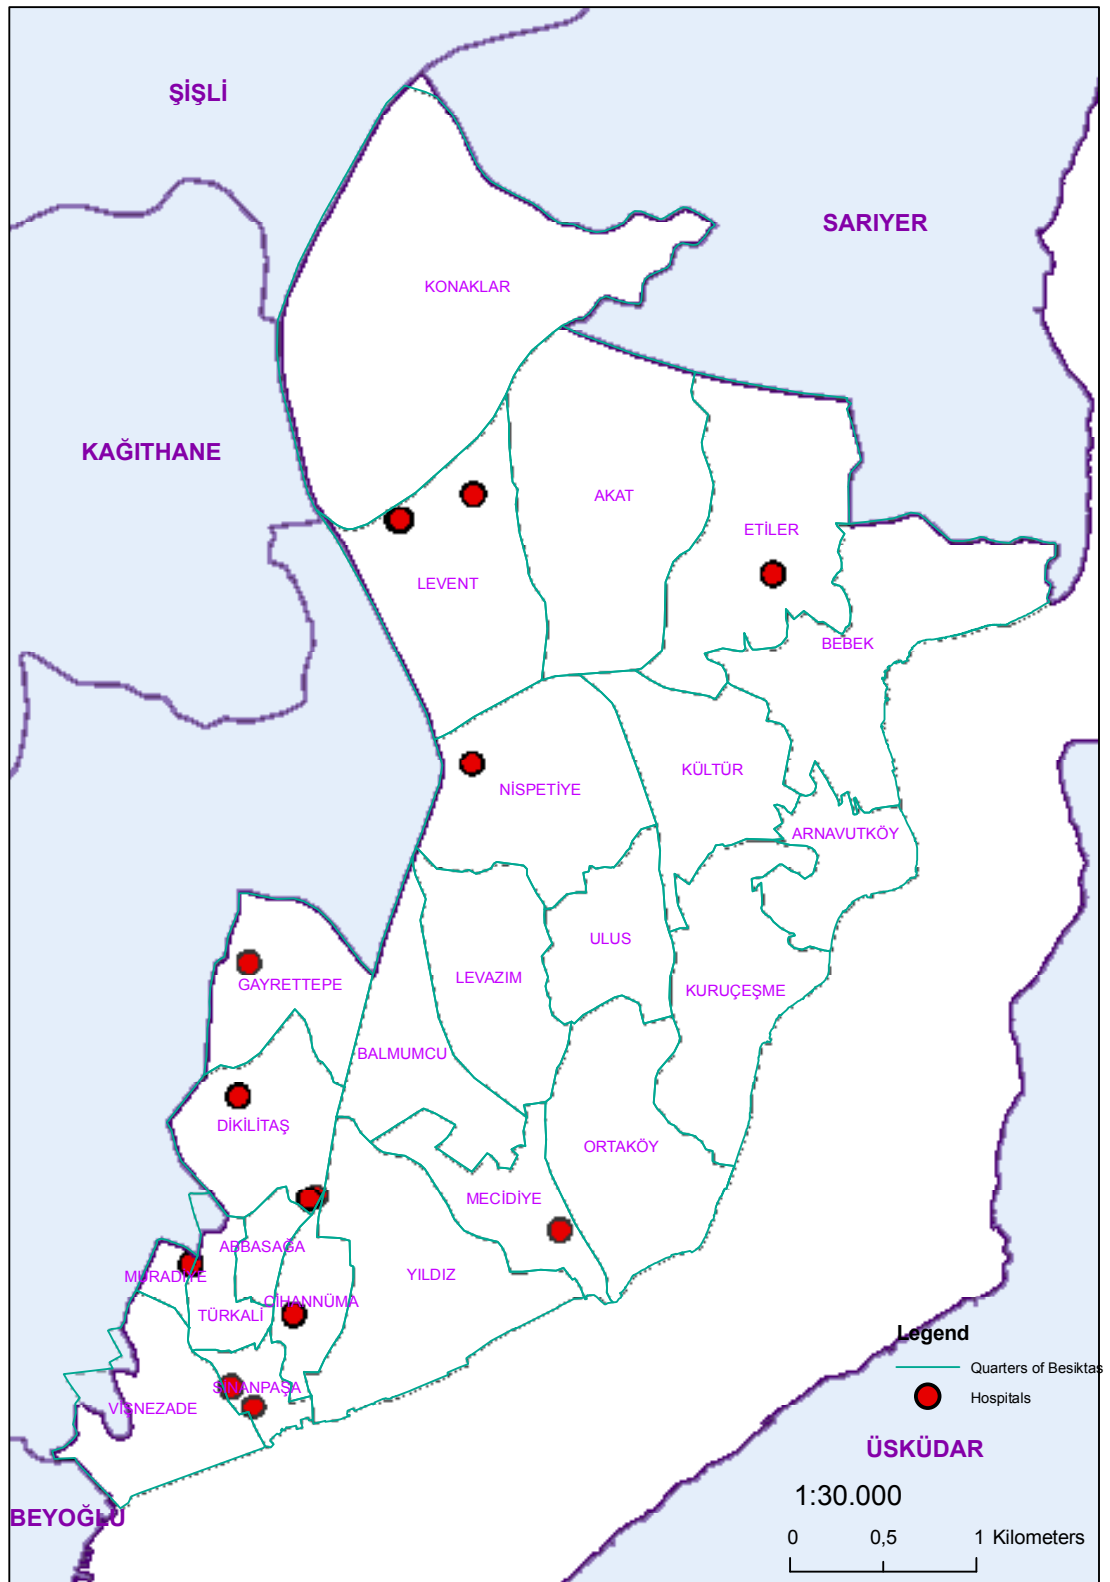 ŞİŞLİ
SARIYER
KONAKLAR
KAĞITHANE
AKAT
ETİLER
LEVENT
BEBEK
KÜLTÜR
NİSPETİYE
ARNAVUTKÖY
ULUS
LEVAZIM
GAYRETTEPE
KURUÇEŞME
BALMUMCU
DİKİLİTAŞ
ORTAKÖY
MECİDİYE
ABBASAĞA
YILDIZ
MURADİYE
CİHANNÜMA
TÜRKALİ
Legend
Quarters of Besiktas
SİNANPAŞA
Hospitals
VİSNEZADE
ÜSKÜDAR
1:30.000
BEYOĞLU
0 0,5 1 Kilometers